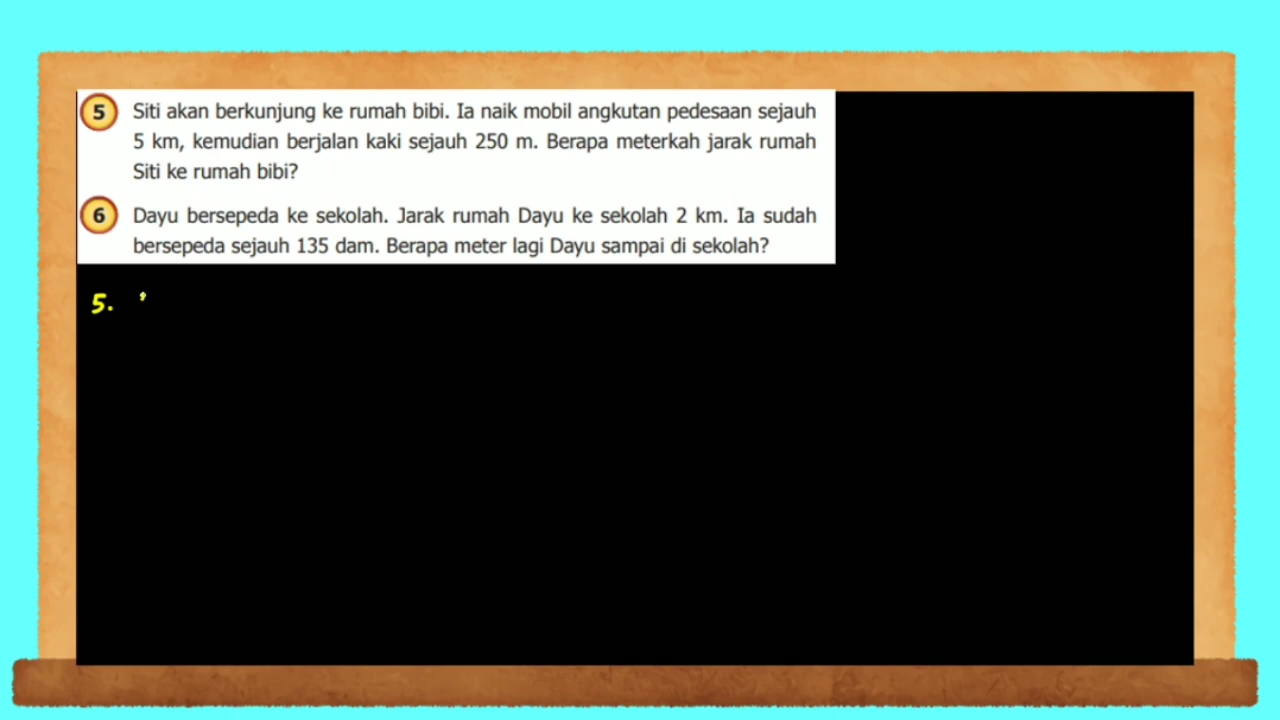 5 Siti akan berkunjung ke rumah bibi. Ia naik mobil angkutan pedesaan sejauh
5 km, kemudian berjalan kaki sejauh 250 m. Berapa meterkah jarak rumah
Siti ke rumah bibi?
6 Dayu bersepeda ke sekolah. Jarak rumah Dayu ke sekolah 2 km. Ia sudah
bersepeda sejauh 135 dam. Berapa meter lagi Dayu sampai di sekolah?
5.